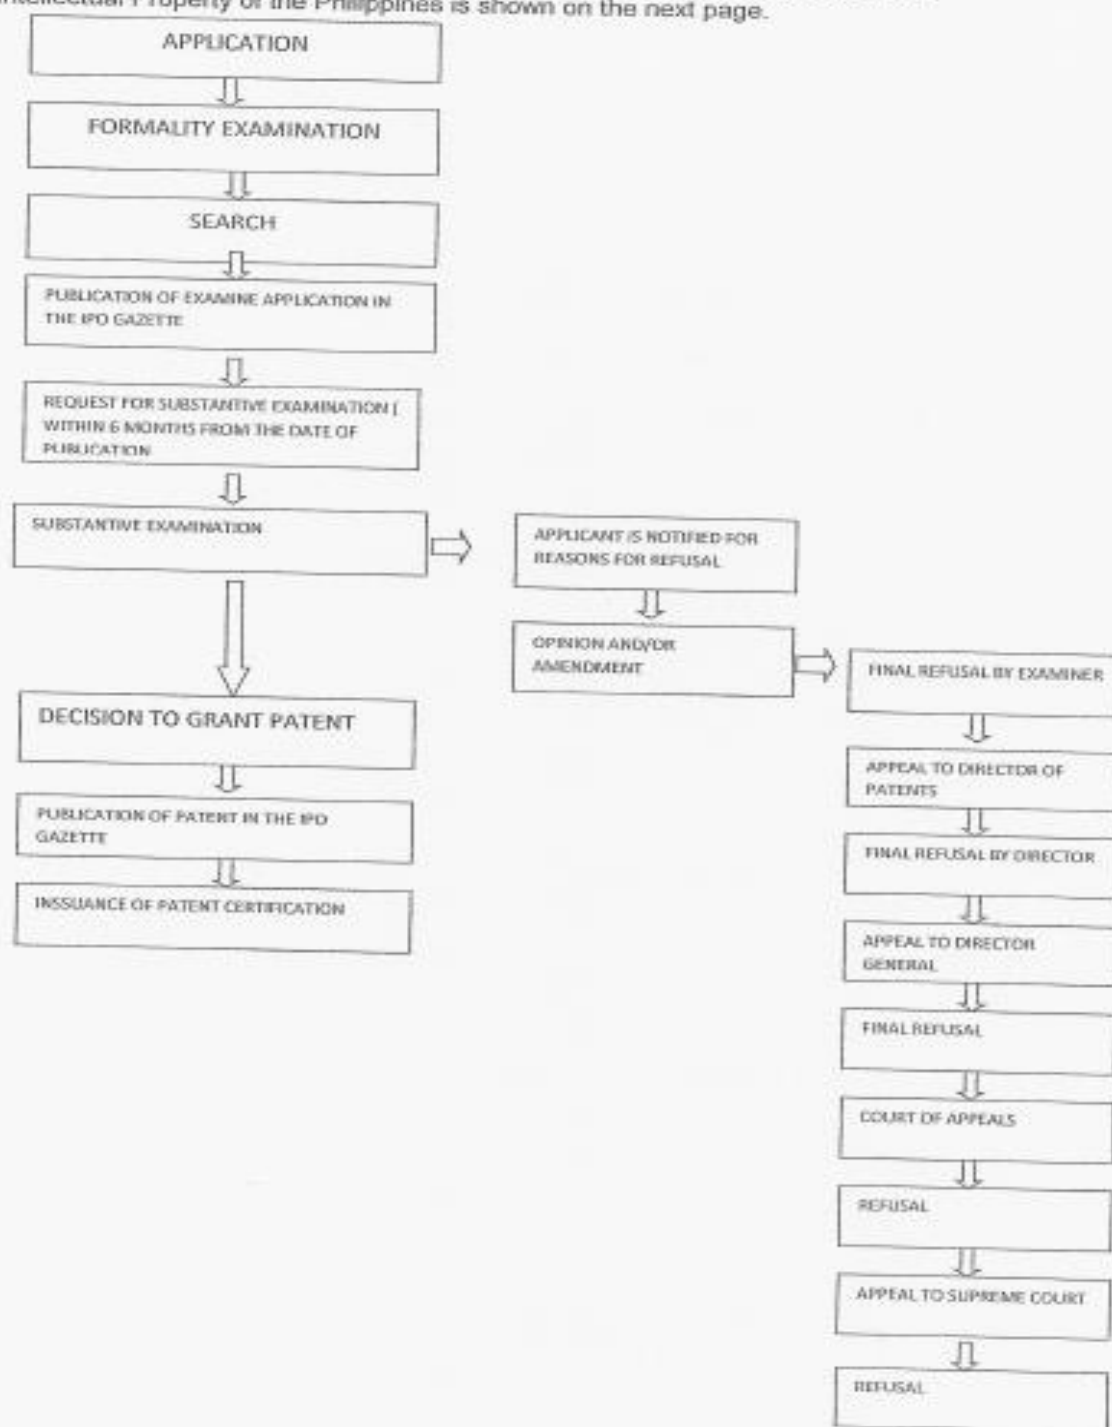 Intellectual Property of the Philippines is shown on the next page.
APPLICATION
FORMALITY EXAMINATION
SEARCH
PUBLICATION OF EXAMINE APPLICATION IN
THE IPO GAZETTE
REQUEST FOR SUBSTANTIVE EXAMINATION (
WITHIN 6 MONTHS FROM THE DATE OF
PUBLICATION
SUBSTANTIVE EXAMINATION
APPLICANT IS NOTIFIED FOR
REASONS FOR REFUSAL
OPINION AND/OR
AMENDMENT
FINAL REFUSAL BY EXAMINER
APPEAL TO DIRECTOR OF
PATENTS
FINAL REFUSAL BY DIRECTOR
APPEAL TO DIRECTOR
GENERAL
FINAL REFUSAL
COURT OF APPEALS
REFUSAL
APPEAL TO SUPREME COURT
REFUSAL
DECISION TO GRANT PATENT
PUBLICATION OF PATENT IN THE IPO
GAZETTE
INSSUANCE OF PATENT CERTIFICATION